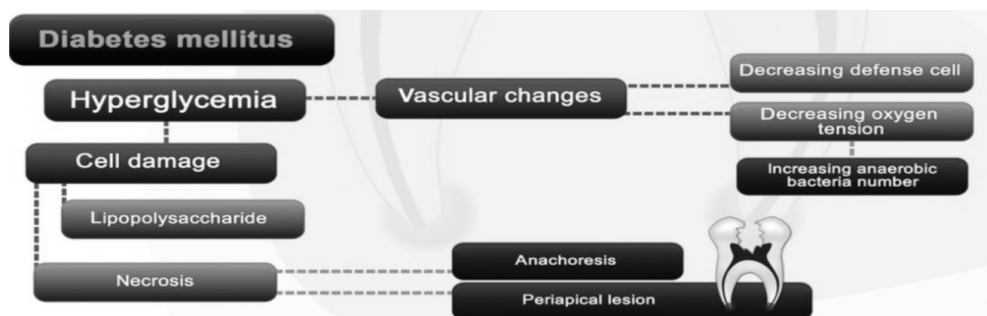 Diabetes mellitus
Hyperglycemia
Vascular changes
Decreasing defense cell
Decreasing oxygen
tension
Increasing anaerobic
bacteria number
Cell damage
Lipopolysaccharide
Necrosis
Anachoresis
Periapical lesion